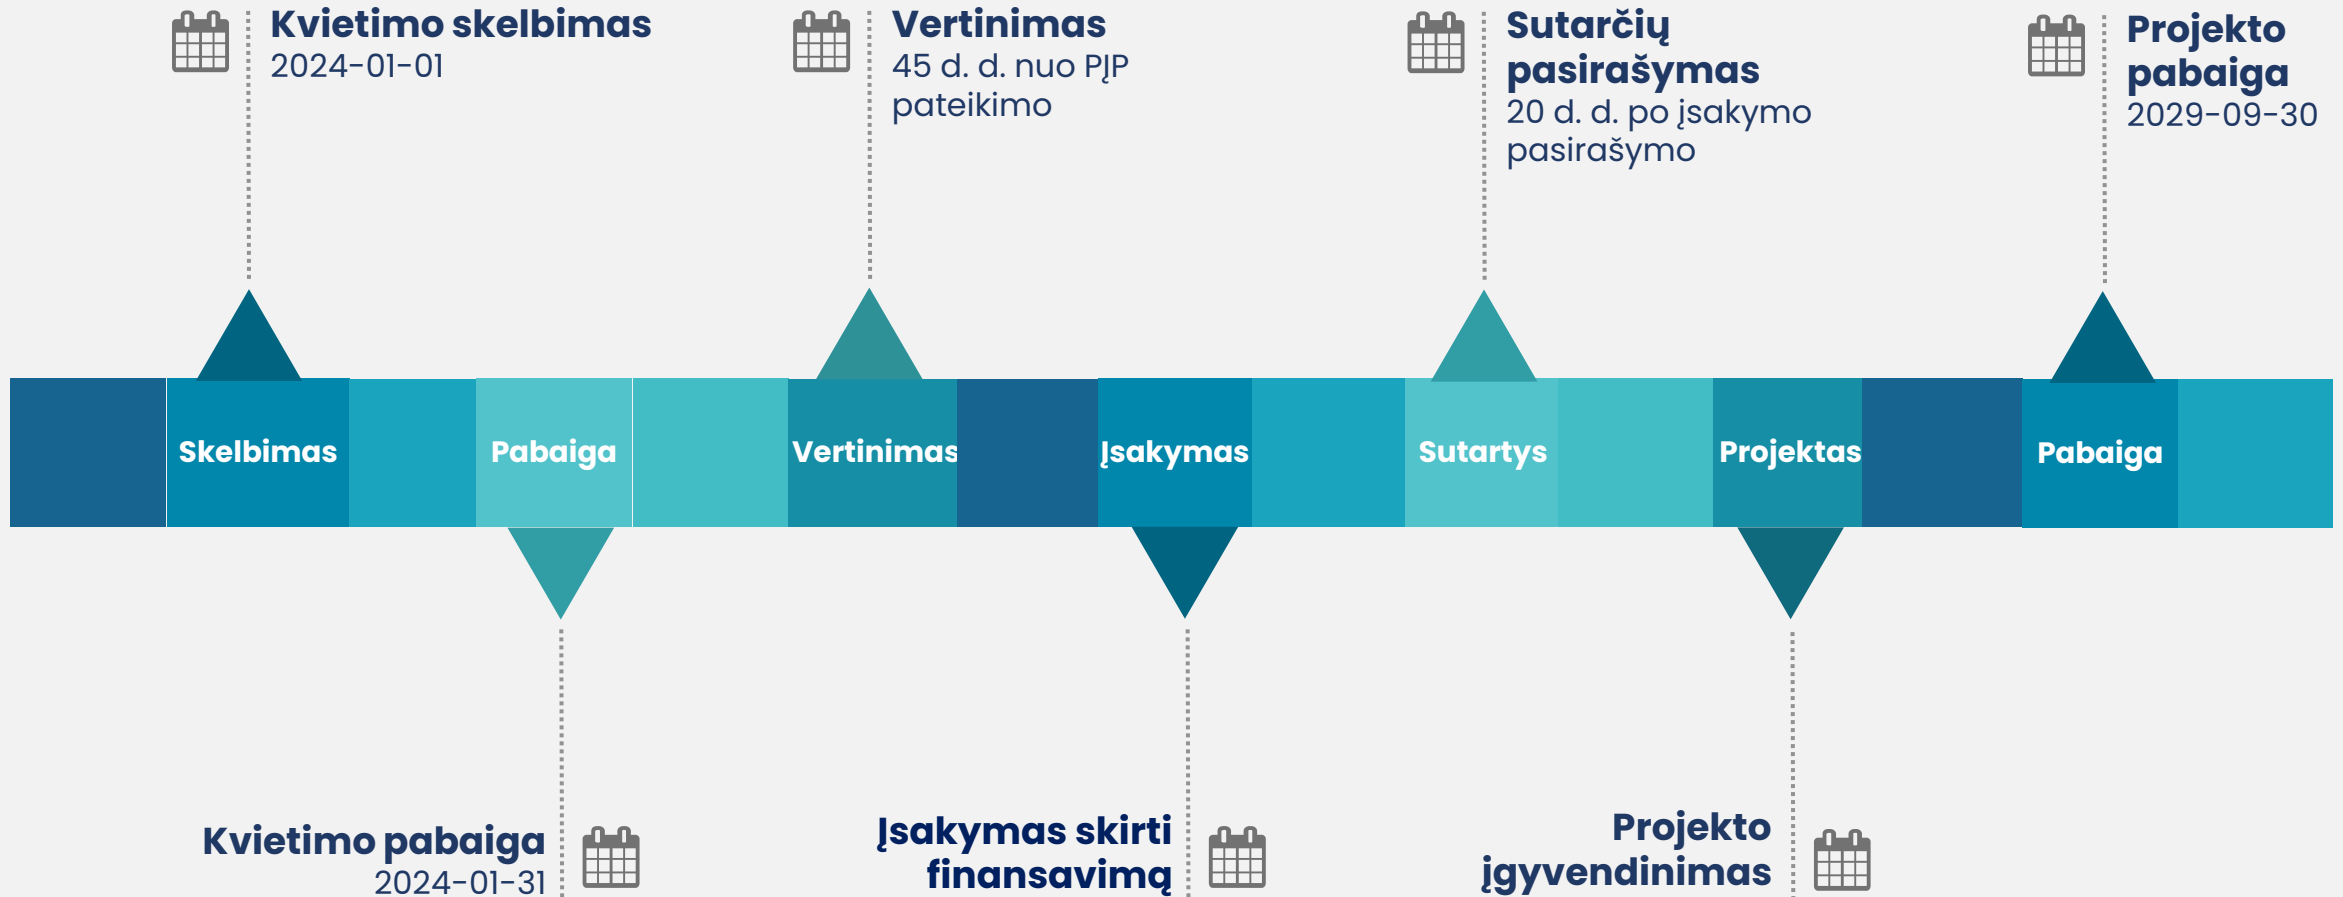 Kvietimo skelbimas
2024-01-01
Vertinimas
45 d. d. nuo PĮP
pateikimo
Sutarčių
pasirašymas
20 d. d. po įsakymo
pasirašymo
Projekto
pabaiga
2029-09-30
Skelbimas
Pabaiga
Vertinimas
Įsakymas
Sutartys
Projektas
Pabaiga
Kvietimo pabaiga
2024-01-31
Įsakymas skirti
finansavimą
Projekto
įgyvendinimas